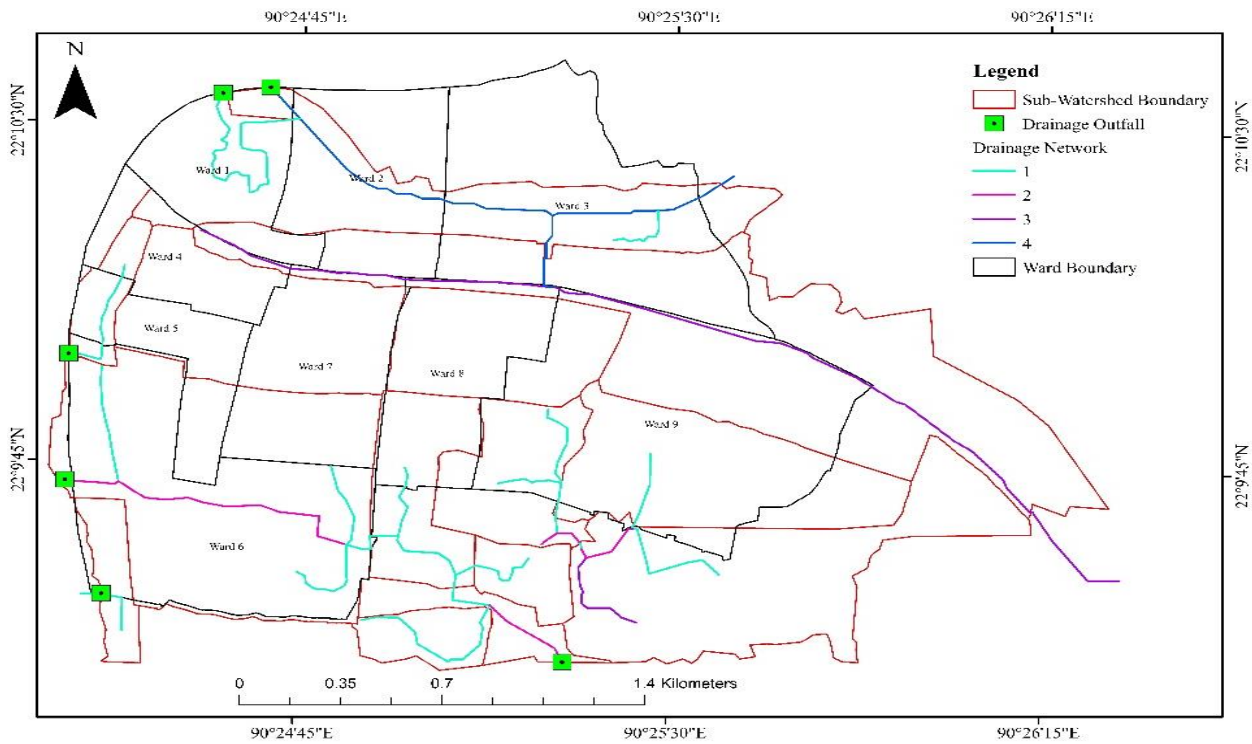 90°24'45"E 90°25'30"E 90°26'15"E
N
22°10'30"N
22°10'30"N
Legend
Sub-Watershed Boundary
Drainage Outfall
Drainage Network
1
2
3
4
Ward Boundary
Ward 1
Ward 2
Ward 3
Ward 4
Ward 5
Ward 7
Ward 8
Ward 9
22°9'45"N
22°9'45"N
Ward 6
0 0.35 0.7 1.4 Kilometers
90°24'45"E 90°25'30"E 90°26'15"E